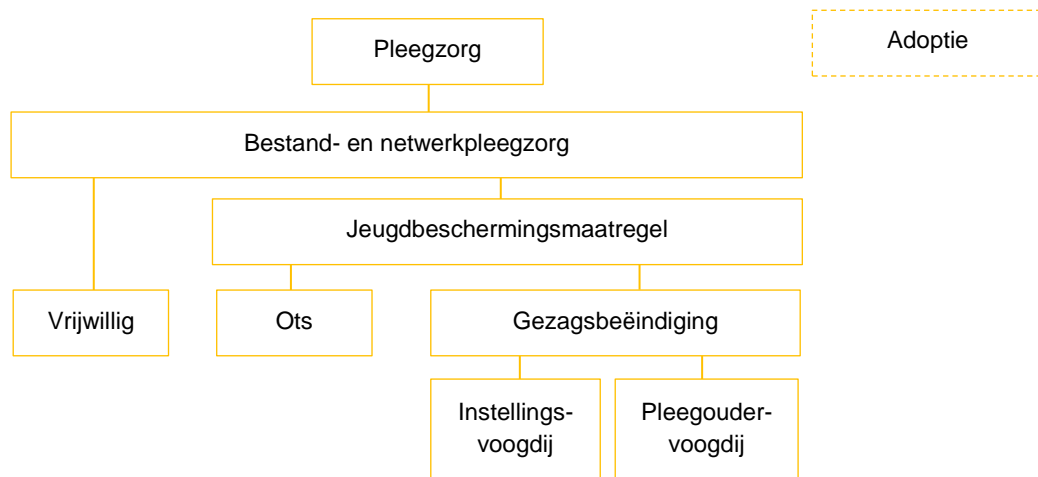 Pleegzorg
Adoptie
Bestand- en netwerkpleegzorg
Jeugdbeschermingsmaatregel
Vrijwillig
Ots
Gezagsbeëindiging
Instellings-
voogdij
Pleegouder-
voogdij